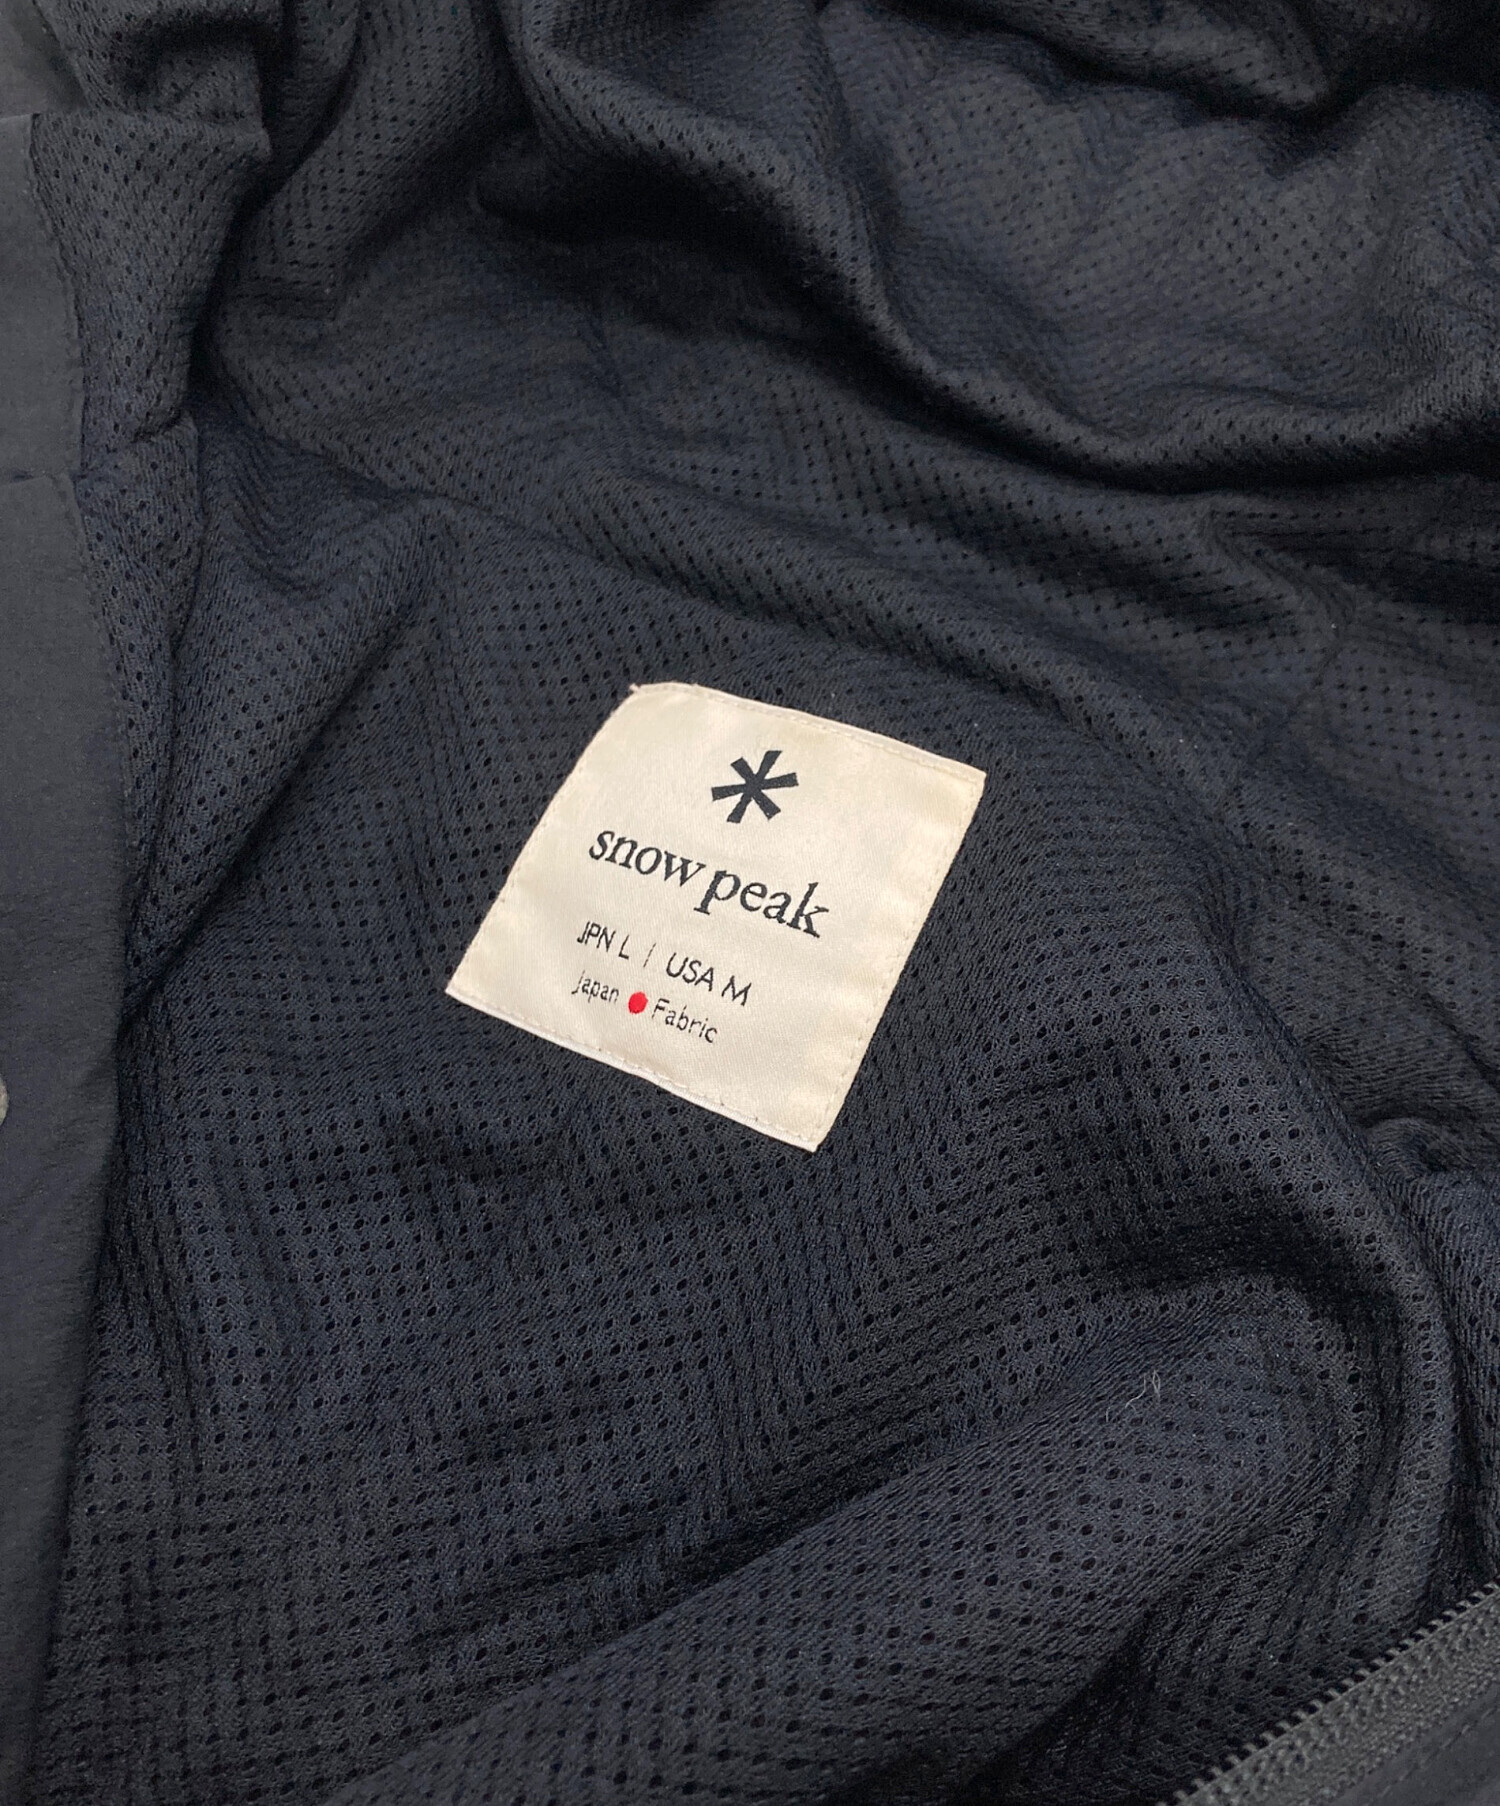 snow peak
JPN L | USA M
Japan ● Fabric